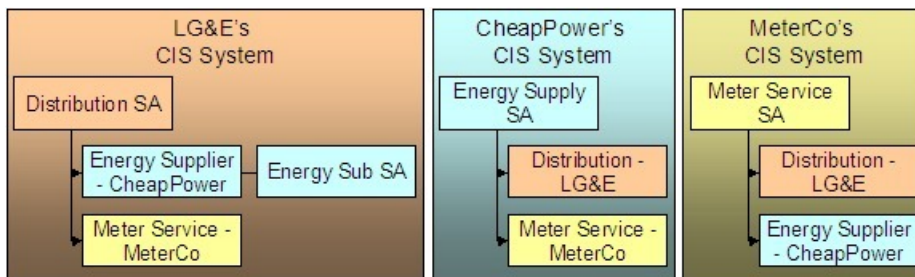 LG&E's
CIS System
Distribution SA
Energy Supplier
- CheapPower
Energy Sub SA
Meter Service -
MeterCo
CheapPower's
CIS System
Energy Supply
SA
Distribution -
LG&E
Meter Service -
MeterCo
MeterCo's
CIS System
Meter Service
SA
Distribution -
LG&E
Energy Supplier
- CheapPower